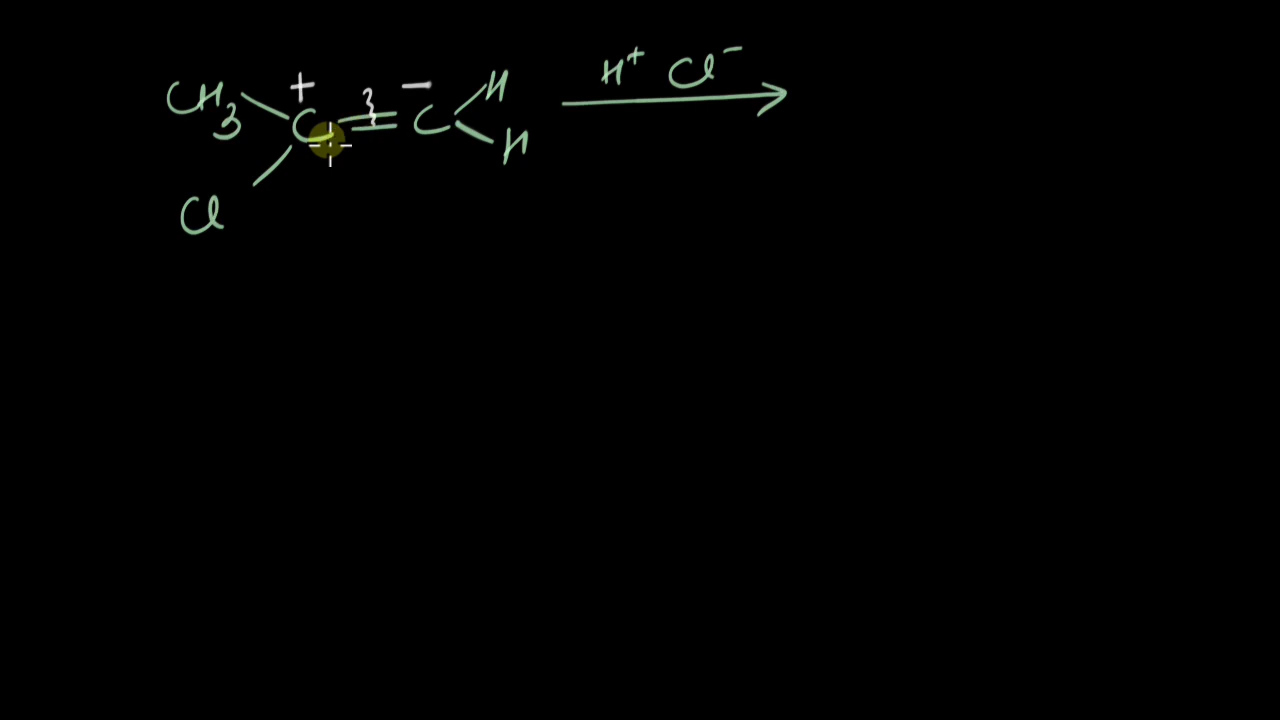 CH3 + C = C - H H H+ Cl-
Cl